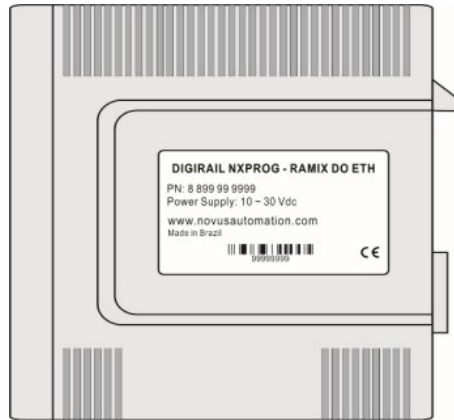 DIGIRAIL NXPROG - RAMIX DO ETH
PN: 8 899 99 9999
Power Supply: 10 ~ 30 Vdc
www.novusautomation.com
Made in Brazil
99999999
CE